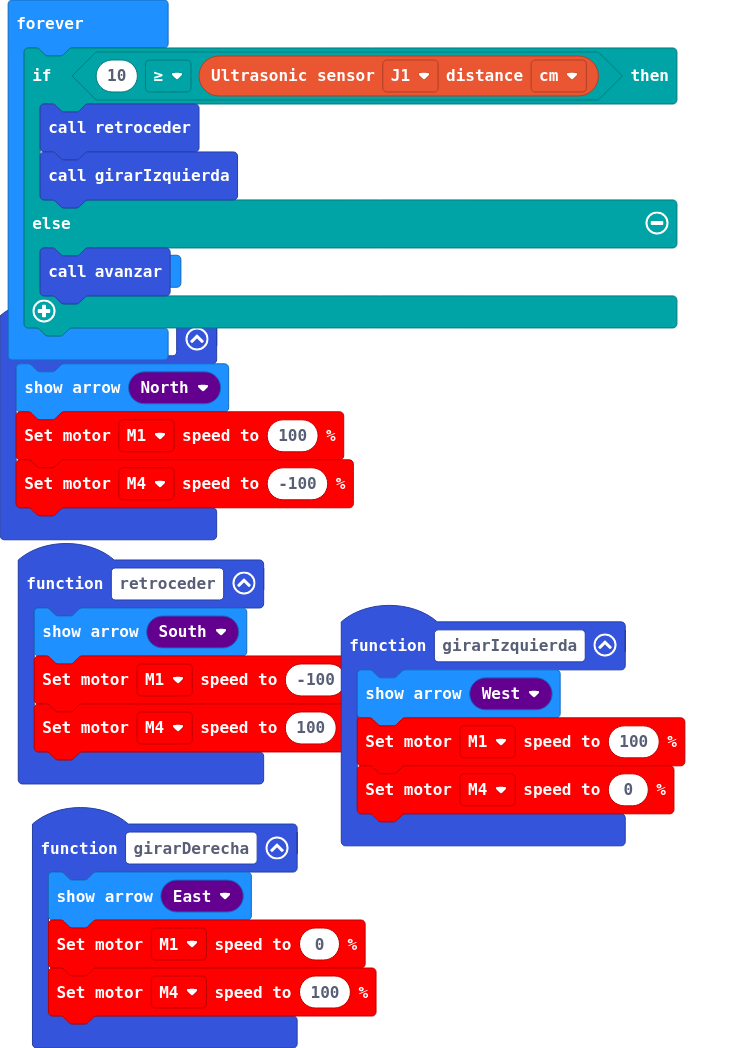 forever
if 10 ≥ Ultrasonic sensor J1 distance cm then
call retroceder
call girarIzquierda
else
call avanzar
show arrow North
Set motor M1 speed to 100 %
Set motor M4 speed to -100 %
function retroceder
show arrow South
Set motor M1 speed to -100
Set motor M4 speed to 100
function girarIzquierda
show arrow West
Set motor M1 speed to 100 %
Set motor M4 speed to 0 %
function girarDerecha
show arrow East
Set motor M1 speed to 0 %
Set motor M4 speed to 100 %